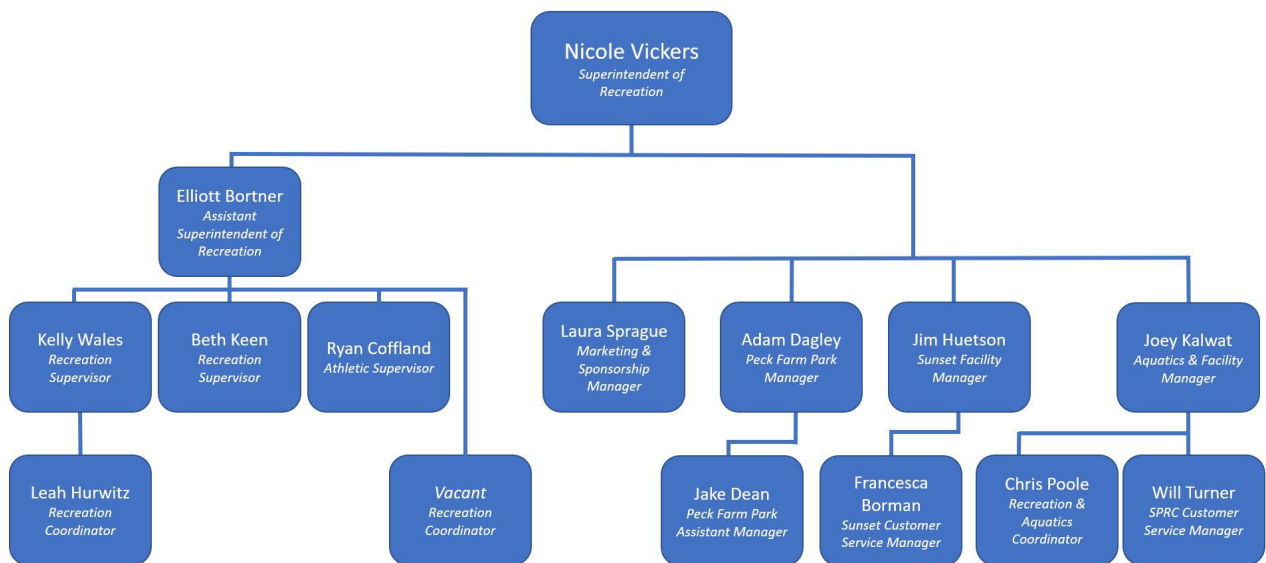 Nicole Vickers
Superintendent of
Recreation
Elliott Bortner
Assistant
Superintendent of
Recreation
Kelly Wales
Recreation
Supervisor
Beth Keen
Recreation
Supervisor
Ryan Coffland
Athletic Supervisor
Laura Sprague
Marketing &
Sponsorship
Manager
Adam Dagley
Peck Farm Park
Manager
Jim Huetson
Sunset Facility
Manager
Joey Kalwat
Aquatics & Facility
Manager
Leah Hurwitz
Recreation
Coordinator
Vacant
Recreation
Coordinator
Jake Dean
Peck Farm Park
Assistant Manager
Francesca
Borman
Sunset Customer
Service Manager
Chris Poole
Recreation &
Aquatics
Coordinator
Will Turner
SPRC Customer
Service Manager